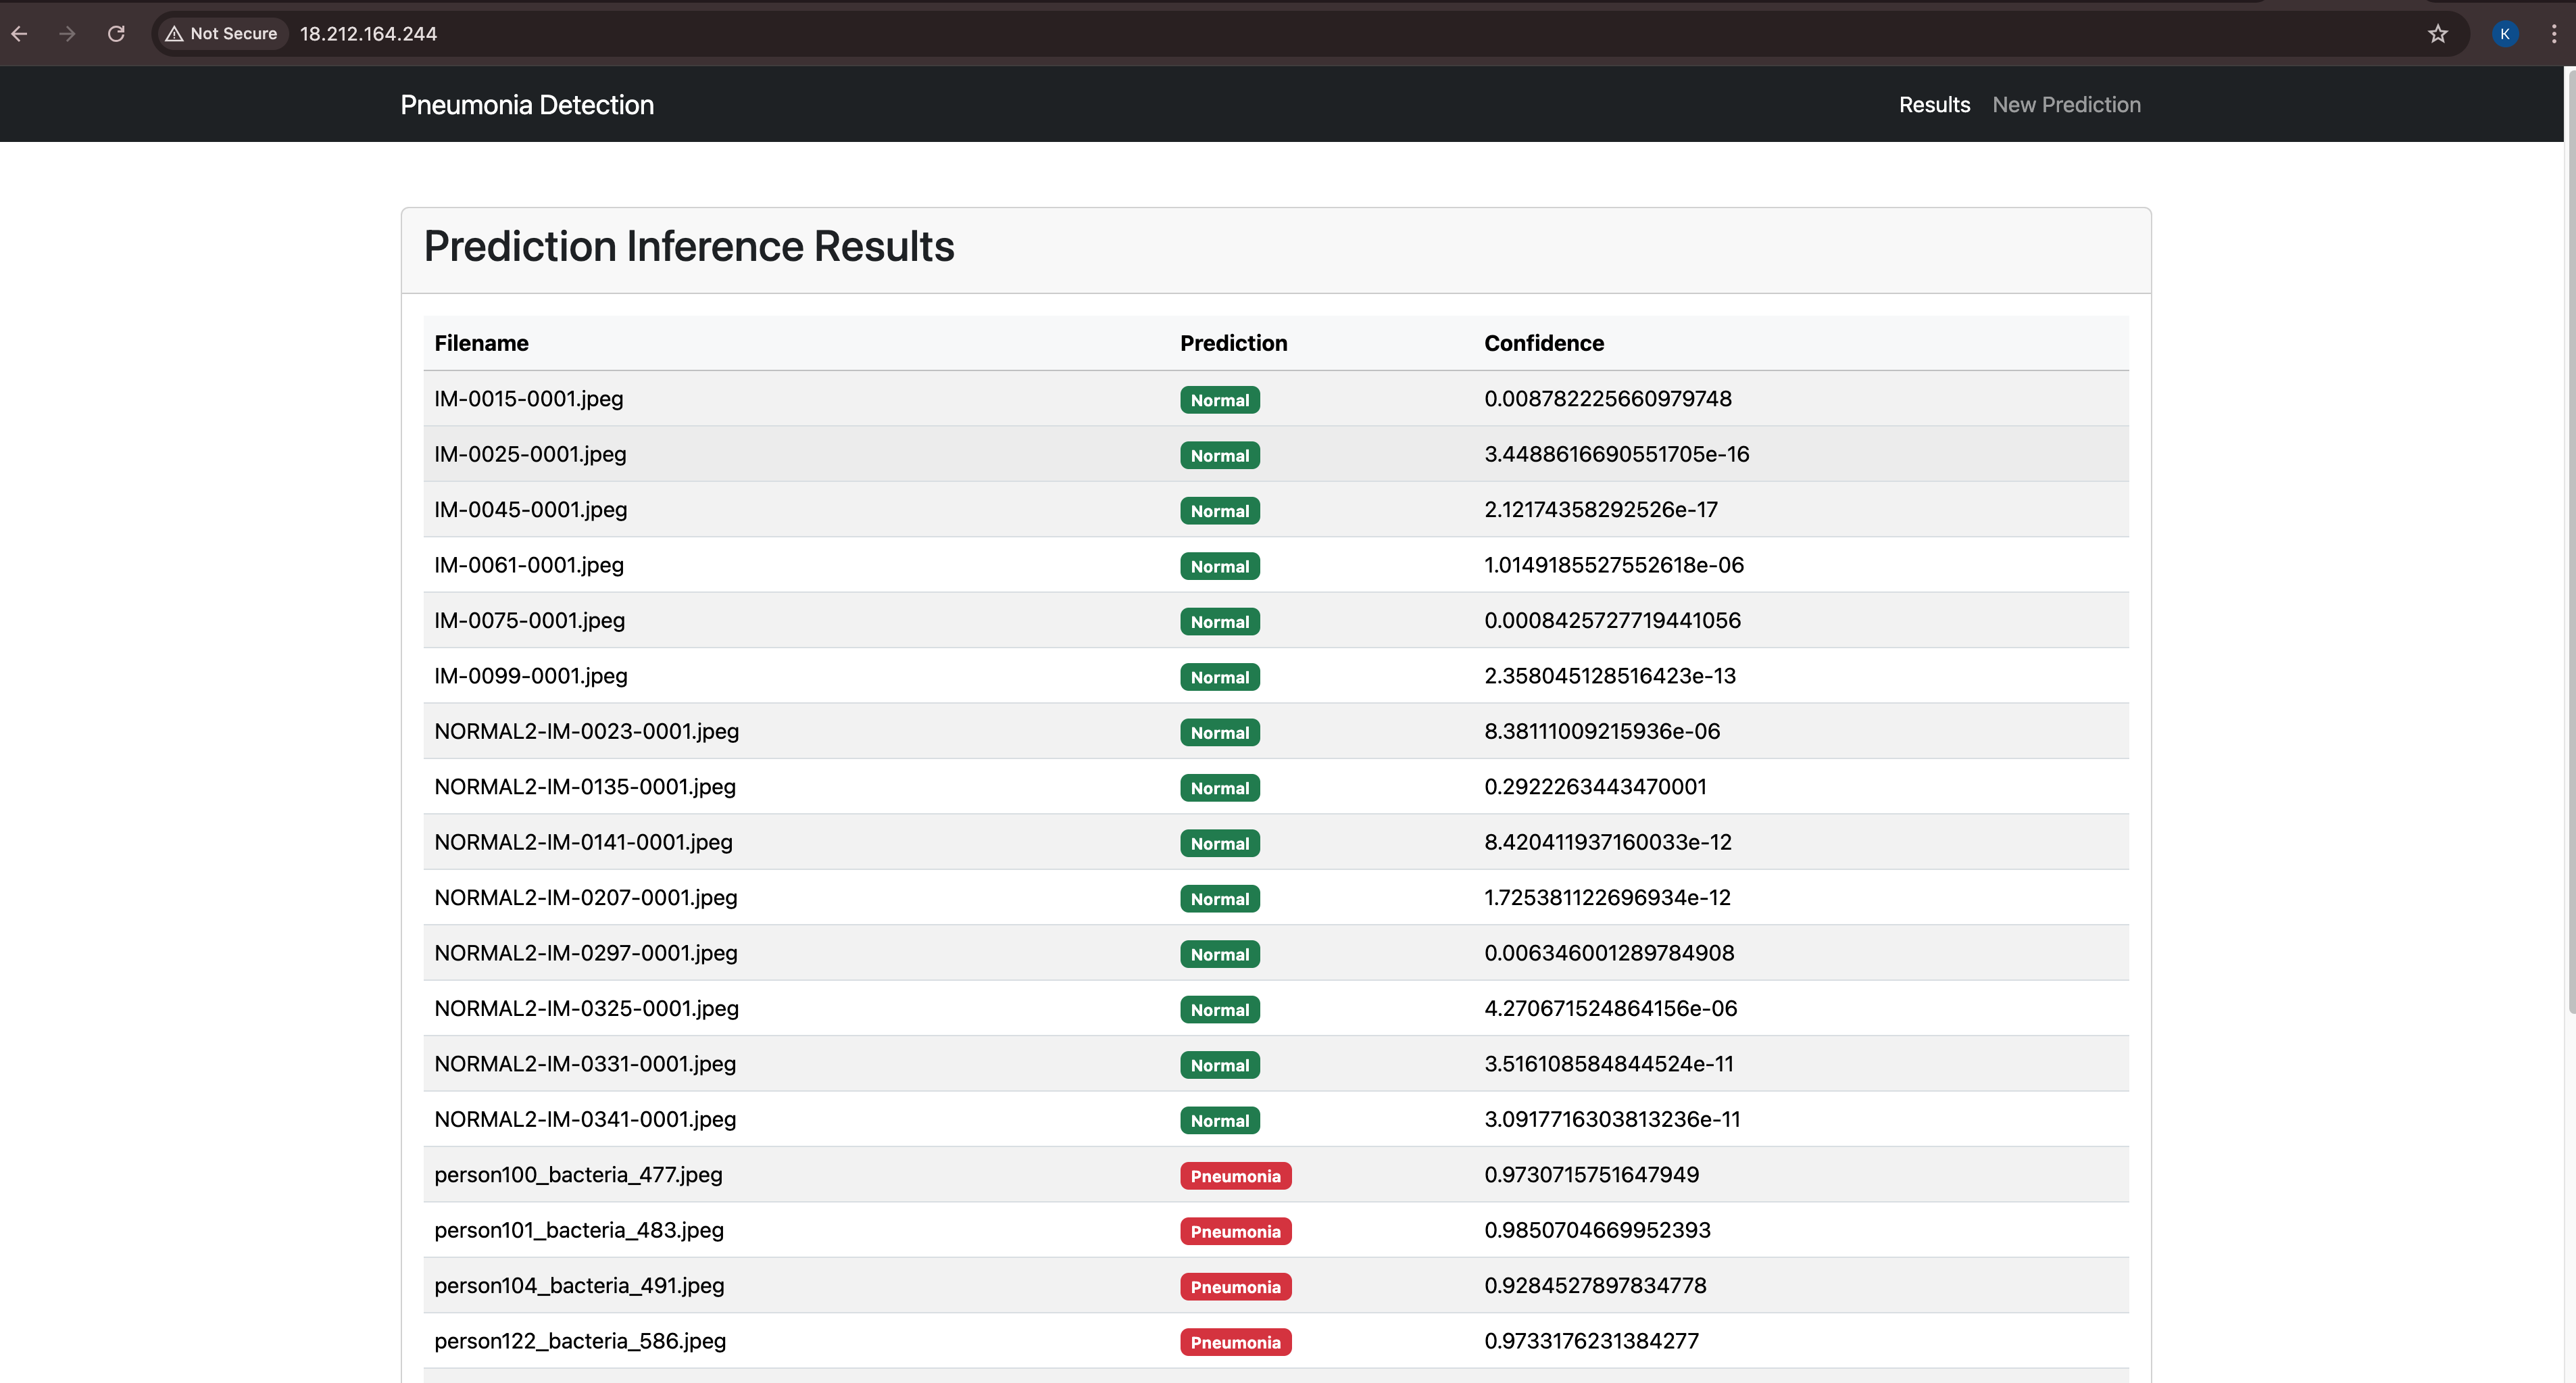 Not Secure 18.212.164.244 K
Pneumonia Detection Results New Prediction
Prediction Inference Results
Filename Prediction Confidence
IM-0015-0001.jpeg Normal 0.008782225660979748
IM-0025-0001.jpeg Normal 3.4488616690551705e-16
IM-0045-0001.jpeg Normal 2.12174358292526e-17
IM-0061-0001.jpeg Normal 1.0149185527552618e-06
IM-0075-0001.jpeg Normal 0.0008425727719441056
IM-0099-0001.jpeg Normal 2.358045128516423e-13
NORMAL2-IM-0023-0001.jpeg Normal 8.38111009215936e-06
NORMAL2-IM-0135-0001.jpeg Normal 0.2922263443470001
NORMAL2-IM-0141-0001.jpeg Normal 8.420411937160033e-12
NORMAL2-IM-0207-0001.jpeg Normal 1.725381122696934e-12
NORMAL2-IM-0297-0001.jpeg Normal 0.006346001289784908
NORMAL2-IM-0325-0001.jpeg Normal 4.270671524864156e-06
NORMAL2-IM-0331-0001.jpeg Normal 3.516108584844524e-11
NORMAL2-IM-0341-0001.jpeg Normal 3.0917716303813236e-11
person100_bacteria_477.jpeg Pneumonia 0.9730715751647949
person101_bacteria_483.jpeg Pneumonia 0.9850704669952393
person104_bacteria_491.jpeg Pneumonia 0.9284527897834778
person122_bacteria_586.jpeg Pneumonia 0.9733176231384277